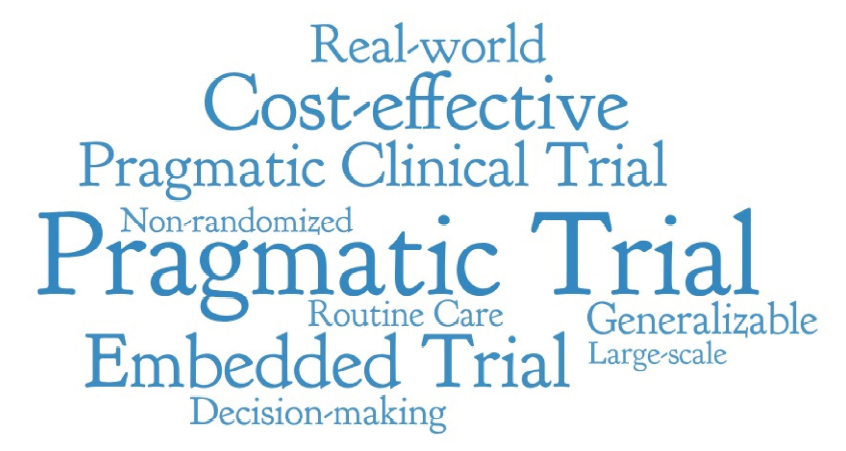 Real-world
Cost-effective
Pragmatic Clinical Trial
Non-randomized
Pragmatic Trial
Routine Care
Generalizable
Embedded Trial
Large-scale
Decision-making